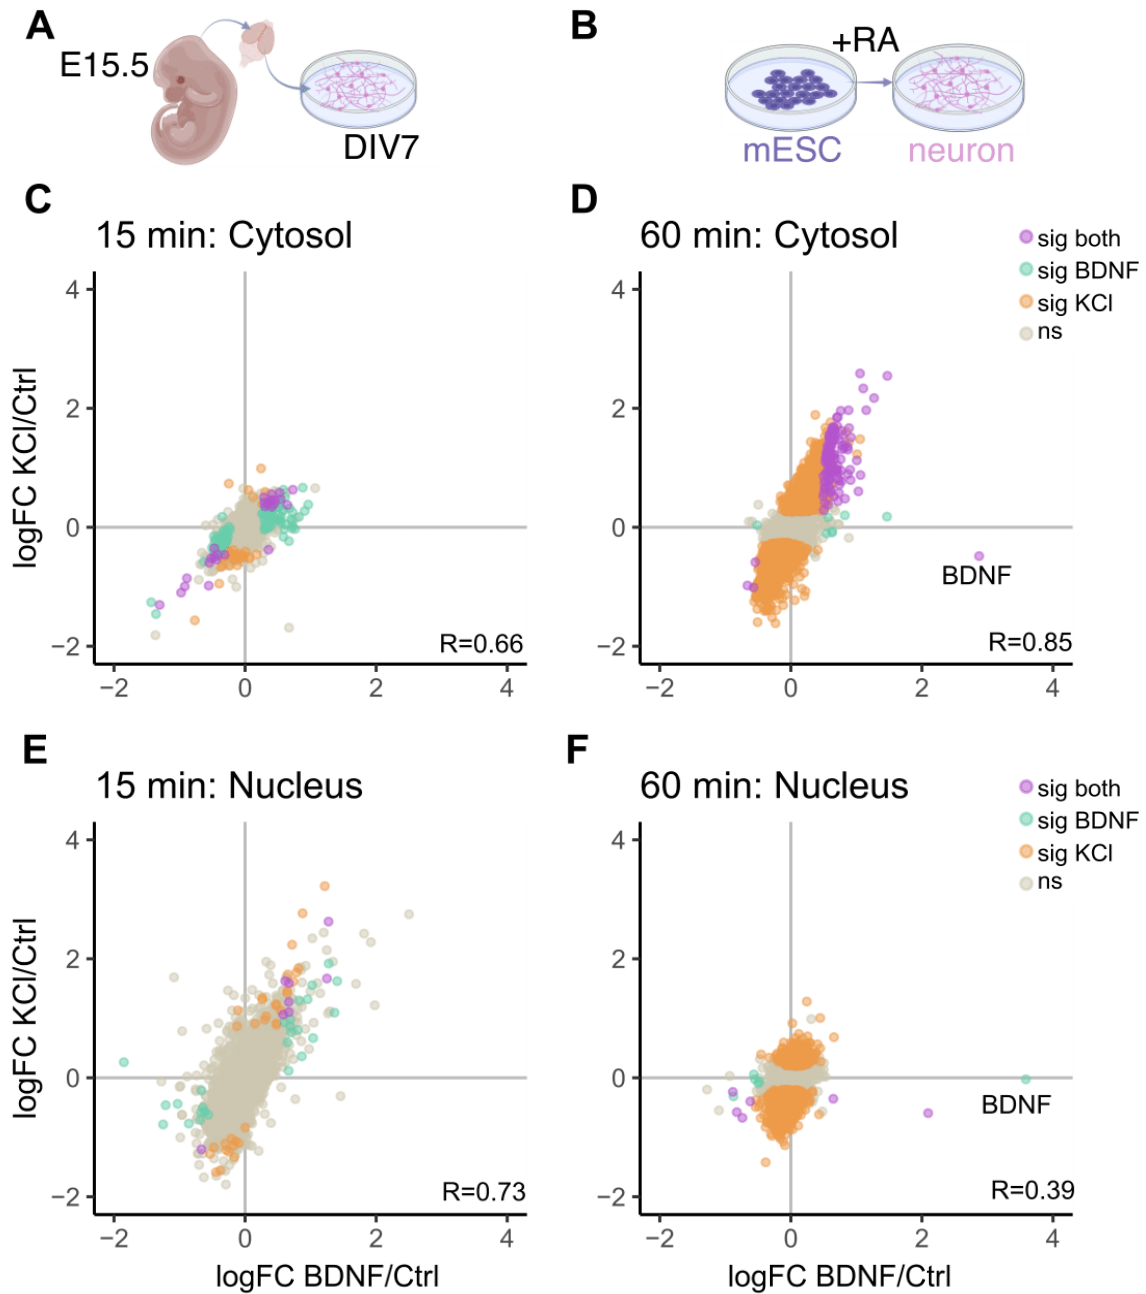 A
E15.5
DIV7
B
+RA
mESC
neuron
C
15 min: Cytosol
logFC KCl/Ctrl
4
2
0
−2
−2
0
2
4
R=0.66
D
60 min: Cytosol
sig both
sig BDNF
sig KCl
ns
4
2
0
−2
−2
0
2
4
BDNF
R=0.85
E
15 min: Nucleus
logFC KCl/Ctrl
4
2
0
−2
−2
0
2
4
R=0.73
logFC BDNF/Ctrl
F
60 min: Nucleus
sig both
sig BDNF
sig KCl
ns
4
2
0
−2
−2
0
2
4
BDNF
R=0.39
logFC BDNF/Ctrl